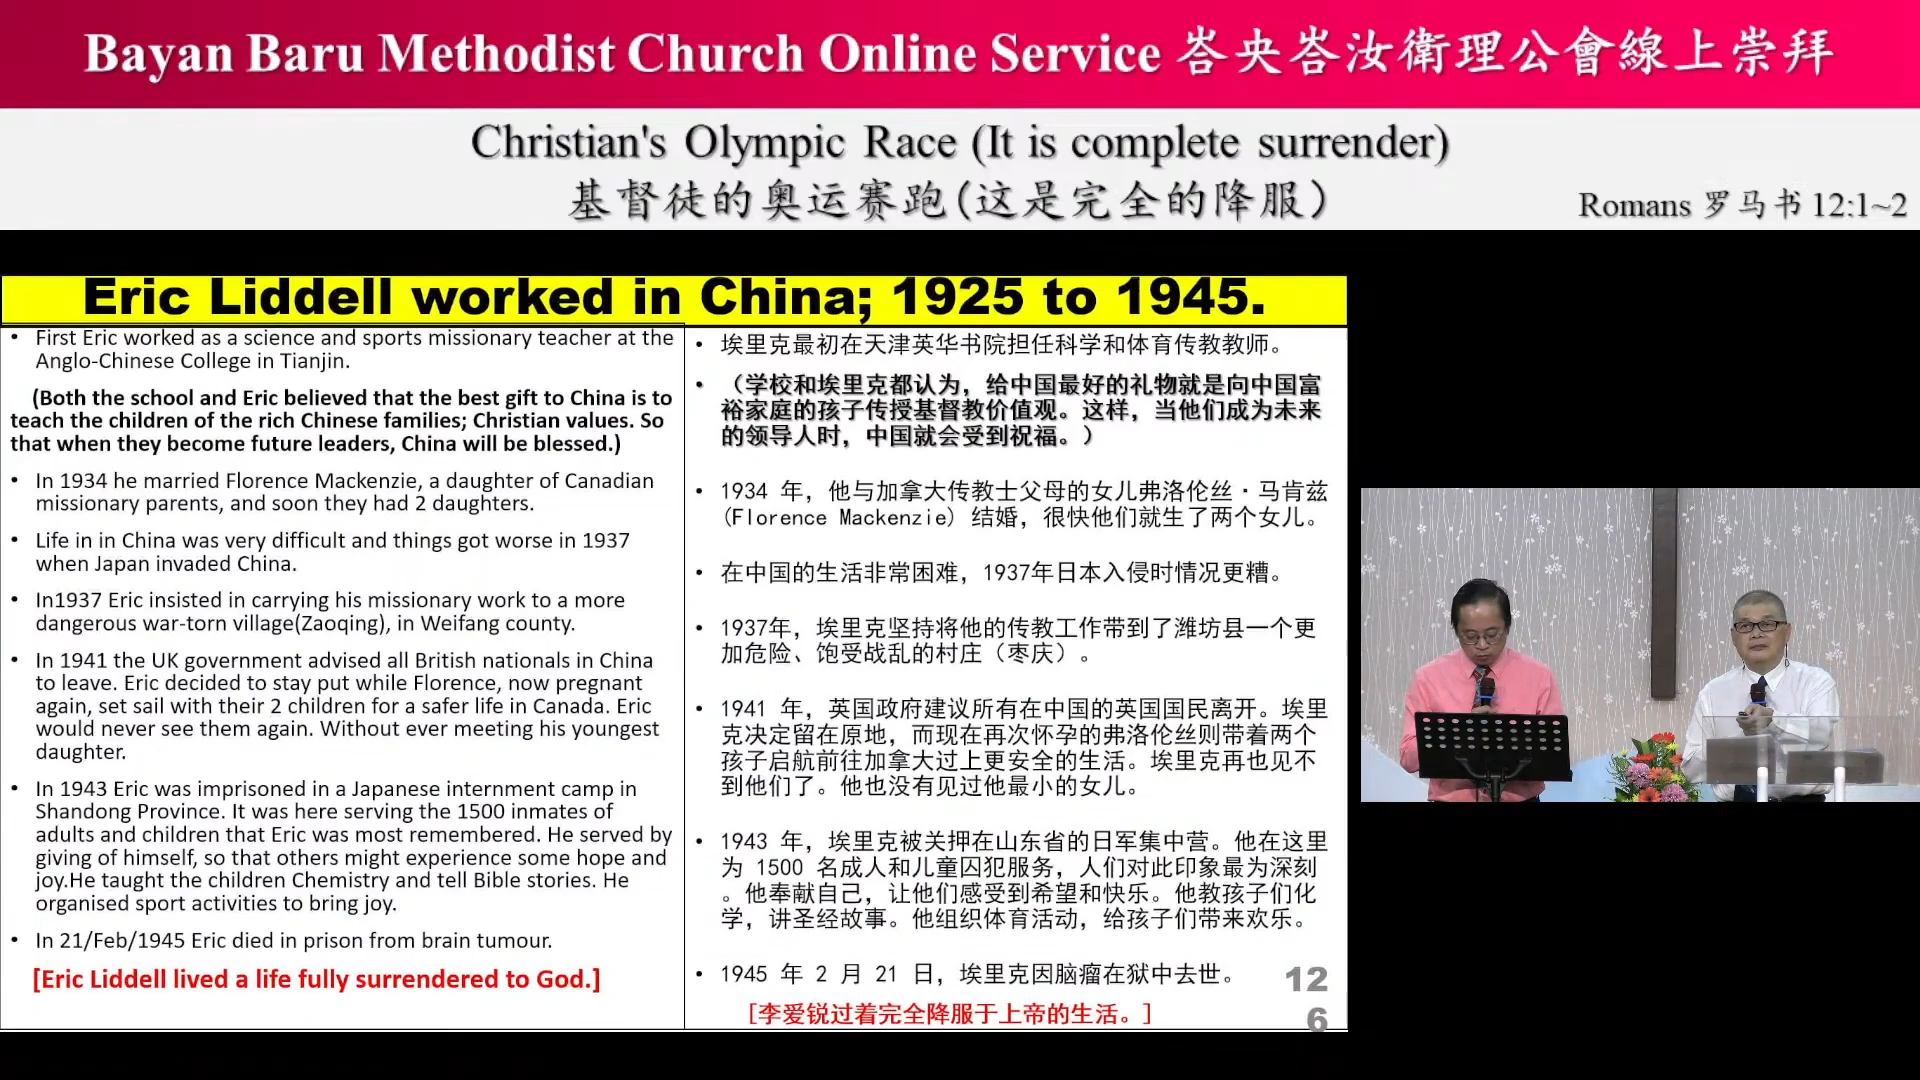 Bayan Baru Methodist Church Online Service 峇央峇汝衛理公會線上崇拜
Christian's Olympic Race (It is complete surrender)
基督徒的奥运赛跑(这是完全的降服)
Romans 罗马书 12:1~2
Eric Liddell worked in China; 1925 to 1945.
• First Eric worked as a science and sports missionary teacher at the
Anglo-Chinese College in Tianjin.
(Both the school and Eric believed that the best gift to China is to
teach the children of the rich Chinese families; Christian values. So
that when they become future leaders, China will be blessed.)
• In 1934 he married Florence Mackenzie, a daughter of Canadian
missionary parents, and soon they had 2 daughters.
• Life in in China was very difficult and things got worse in 1937
when Japan invaded China.
• In1937 Eric insisted in carrying his missionary work to a more
dangerous war-torn village(Zaoqing), in Weifang county.
• In 1941 the UK government advised all British nationals in China
to leave. Eric decided to stay put while Florence, now pregnant
again, set sail with their 2 children for a safer life in Canada. Eric
would never see them again. Without ever meeting his youngest
daughter.
• In 1943 Eric was imprisoned in a Japanese internment camp in
Shandong Province. It was here serving the 1500 inmates of
adults and children that Eric was most remembered. He served by
giving of himself, so that others might experience some hope and
joy.He taught the children Chemistry and tell Bible stories. He
organised sport activities to bring joy.
• In 21/Feb/1945 Eric died in prison from brain tumour.
[Eric Liddell lived a life fully surrendered to God.]
• 埃里克最初在天津英华书院担任科学和体育传教教师。
• （学校和埃里克都认为，给中国最好的礼物就是向中国富
裕家庭的孩子传授基督教价值观。这样，当他们成为未来
的领导人时，中国就会受到祝福。）
• 1934 年，他与加拿大传教士父母的女儿弗洛伦丝·马肯兹
(Florence Mackenzie) 结婚，很快他们就生了两个女儿。
• 在中国的生活非常困难，1937年日本入侵时情况更糟。
• 1937年，埃里克坚持将他的传教工作带到了潍坊县一个更
加危险、饱受战乱的村庄（枣庆）。
• 1941 年，英国政府建议所有在中国的英国国民离开。埃里
克决定留在原地，而现在再次怀孕的弗洛伦丝则带着两个
孩子启航前往加拿大过上更安全的生活。埃里克再也见不
到他们了。他也没有见过他最小的女儿。
• 1943 年，埃里克被关押在山东省的日军集中营。他在这里
为 1500 名成人和儿童囚犯服务，人们对此印象最为深刻
。他奉献自己，让他们感受到希望和快乐。他教孩子们化
学，讲圣经故事。他组织体育活动，给孩子们带来欢乐。
• 1945 年 2 月 21 日，埃里克因脑瘤在狱中去世。
[李爱锐过着完全降服于上帝的生活。]
12
6